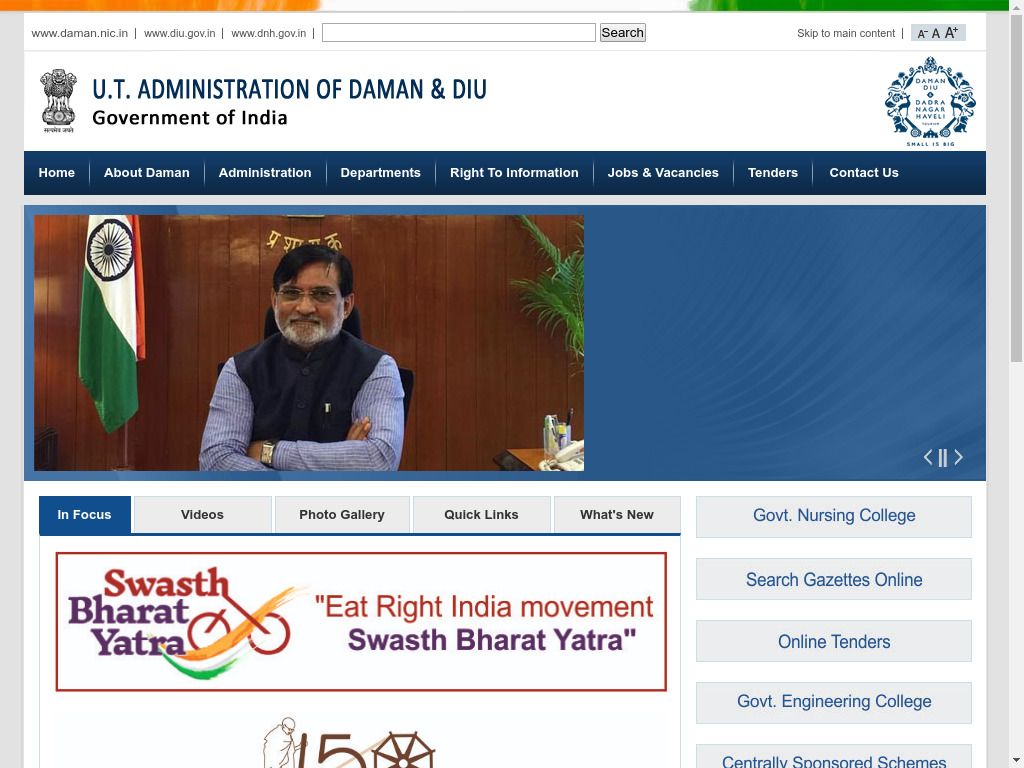 www.daman.nic.in | www.diu.gov.in | www.dnh.gov.in | Search Skip to main content | A- A A+
U.T. ADMINISTRATION OF DAMAN & DIU
Government of India
सत्यमेव जयते
DAMAN
DIU
&
DADRA
NAGAR
HAVELI
TOURISM
SMALL IS BIG
Home About Daman Administration Departments Right To Information Jobs & Vacancies Tenders Contact Us
प्रशासक
In Focus Videos Photo Gallery Quick Links What's New
Swasth
Bharat
Yatra
"Eat Right India movement
Swasth Bharat Yatra"
150
Govt. Nursing College
Search Gazettes Online
Online Tenders
Govt. Engineering College
Centrally Sponsored Schemes